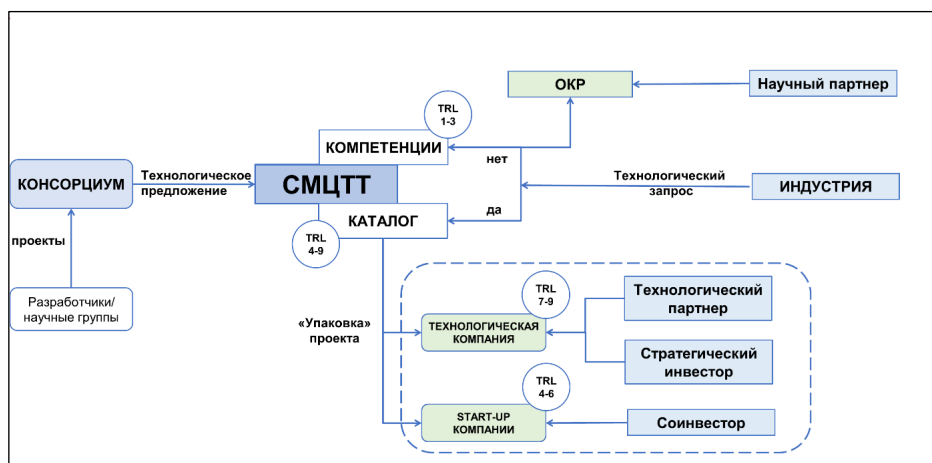 ОКР
Научный партнер
TRL
1-3
КОМПЕТЕНЦИИ
нет
КОНСОРЦИУМ
Технологическое
предложение
СМЦТТ
Технологический
запрос
ИНДУСТРИЯ
да
КАТАЛОГ
TRL
4-9
проекты
Разработчики/
научные группы
«Упаковка»
проекта
TRL
7-9
ТЕХНОЛОГИЧЕСКАЯ
КОМПАНИЯ
Технологический
партнер
Стратегический
инвестор
TRL
4-6
START-UP
КОМПАНИИ
Соинвестор